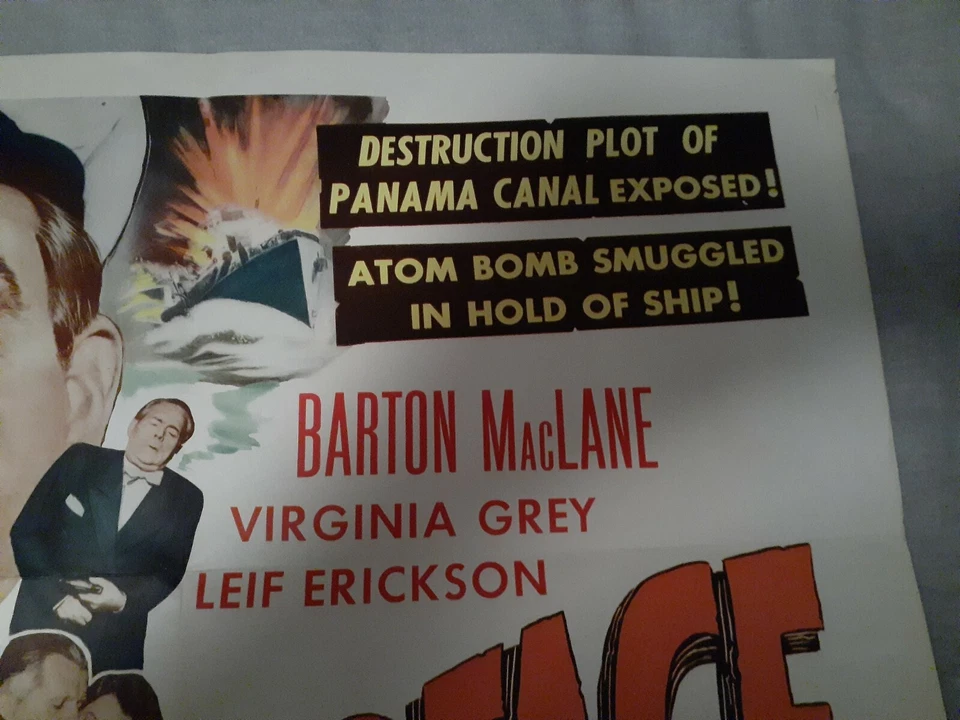 DESTRUCTION PLOT OF
PANAMA CANAL EXPOSED!
ATOM BOMB SMUGGLED
IN HOLD OF SHIP!
BARTON MacLANE
VIRGINIA GREY
LEIF ERICKSON
FACE